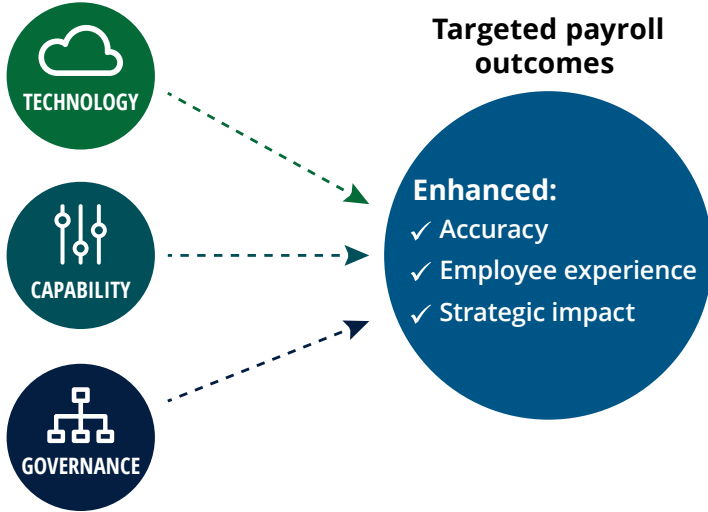 TECHNOLOGY
CAPABILITY
GOVERNANCE
Targeted payroll
outcomes
Enhanced:
✓ Accuracy
✓ Employee experience
✓ Strategic impact